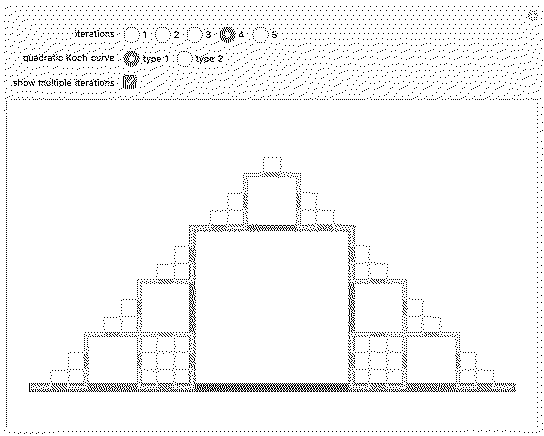 iterations 1 2 3 4 5
quadratic Koch curve type 1 type 2
show multiple iterations